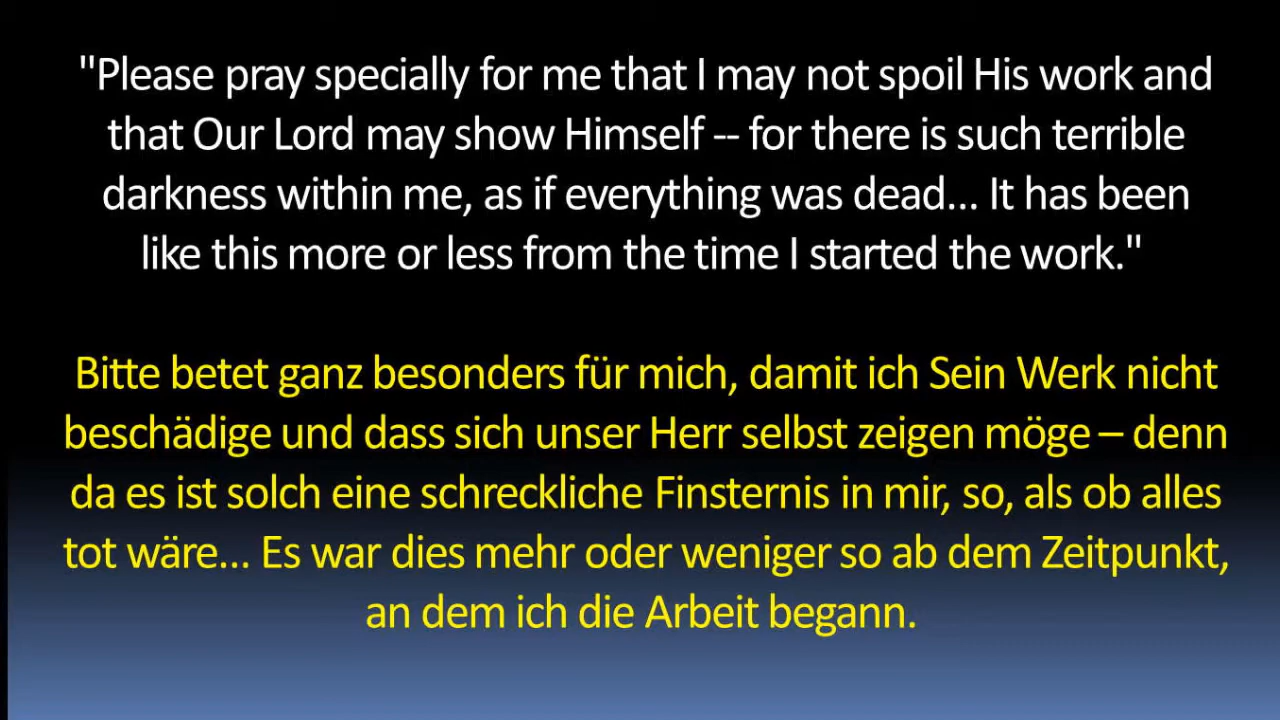 "Please pray specially for me that I may not spoil His work and
that Our Lord may show Himself -- for there is such terrible
darkness within me, as if everything was dead... It has been
like this more or less from the time I started the work."
Bitte betet ganz besonders für mich, damit ich Sein Werk nicht
beschädige und dass sich unser Herr selbst zeigen möge – denn
da es ist solch eine schreckliche Finsternis in mir, so, als ob alles
tot wäre... Es war dies mehr oder weniger so ab dem Zeitpunkt,
an dem ich die Arbeit begann.